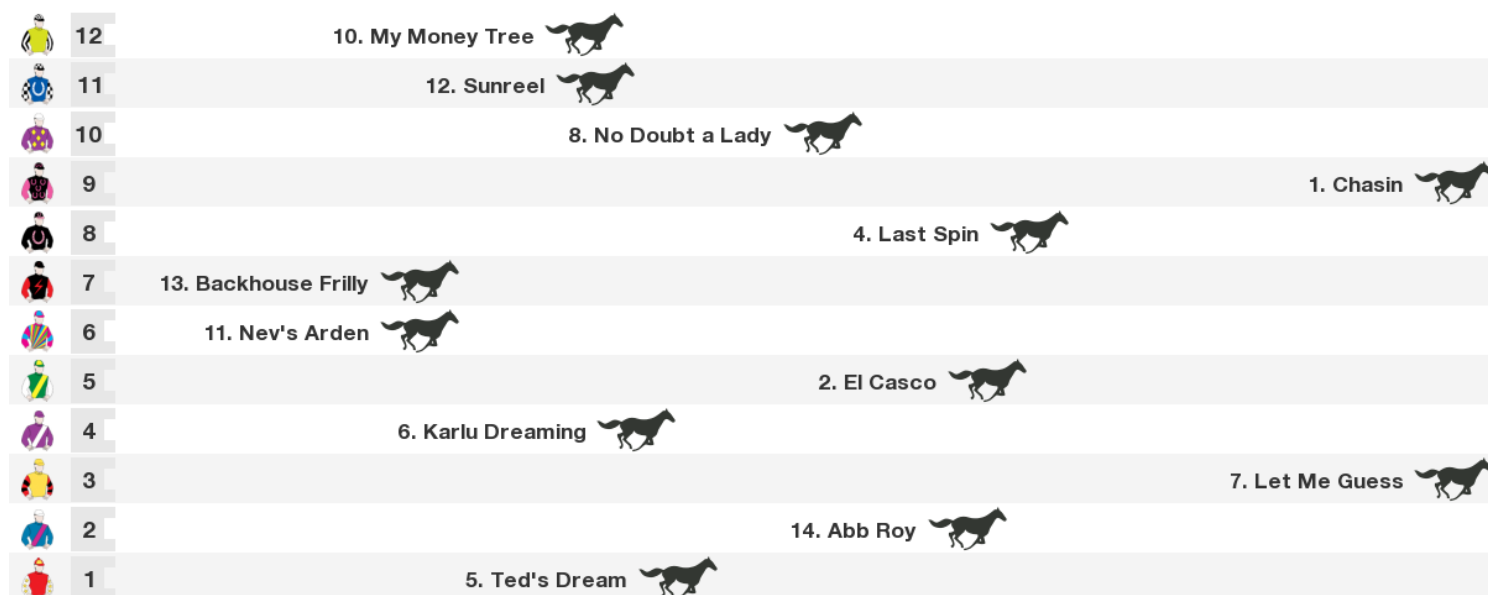 12 10. My Money Tree
11 12. Sunreel
10 8. No Doubt a Lady
9 1. Chasin
8 4. Last Spin
7 13. Backhouse Frilly
6 11. Nev's Arden
5 2. El Casco
4 6. Karlu Dreaming
3 7. Let Me Guess
2 14. Abb Roy
1 5. Ted's Dream